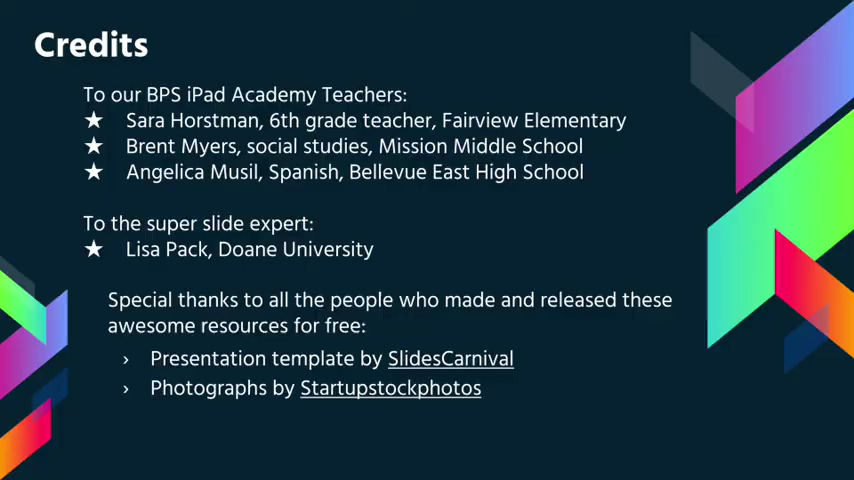 Credits
To our BPS iPad Academy Teachers:
★ Sara Horstman, 6th grade teacher, Fairview Elementary
★ Brent Myers, social studies, Mission Middle School
★ Angelica Musil, Spanish, Bellevue East High School
To the super slide expert:
★ Lisa Pack, Doane University
Special thanks to all the people who made and released these
awesome resources for free:
› Presentation template by SlidesCarnival
› Photographs by Startupstockphotos